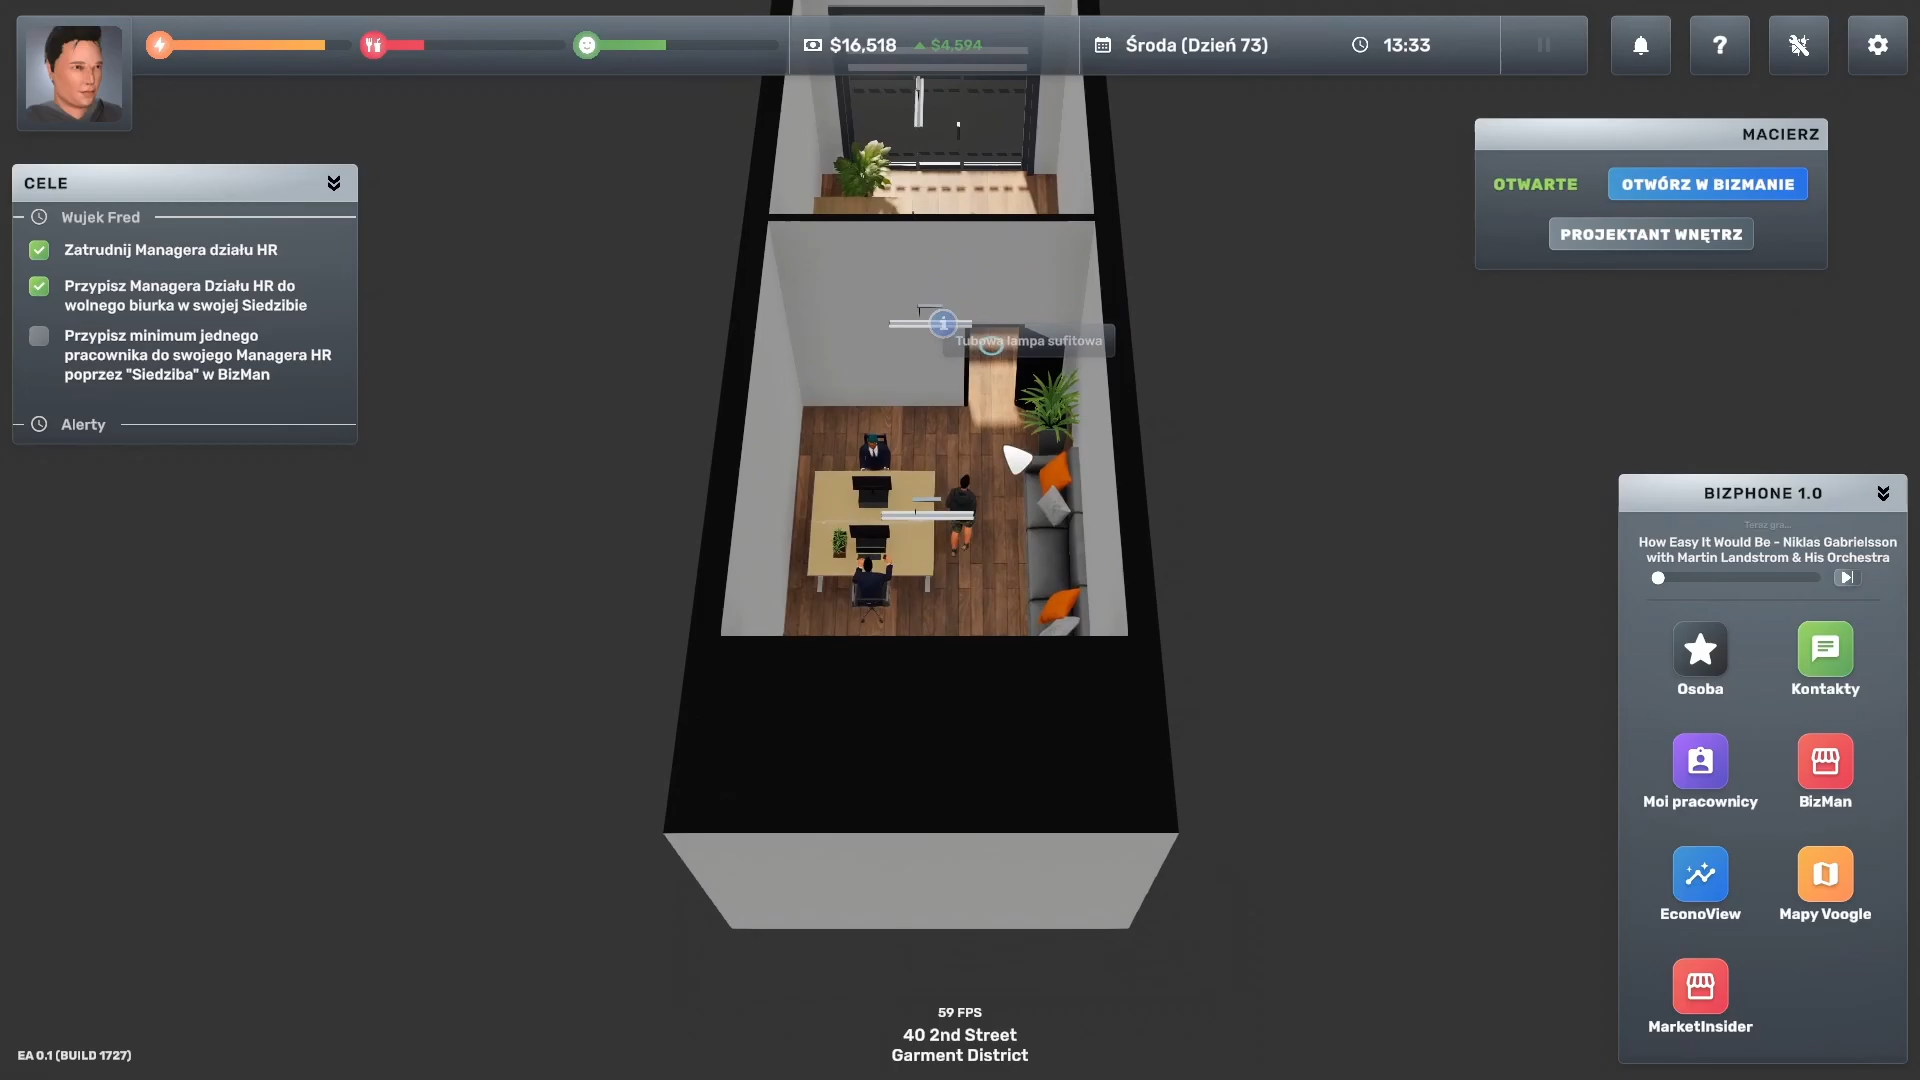 $16,518
$4,594
Środa (Dzień 73)
13:33
CELE
Wujek Fred
Zatrudnij Managera działu HR
Przypisz Managera Działu HR do
wolnego biurka w swojej Siedzibie
Przypisz minimum jednego
pracownika do swojego Managera HR
poprzez "Siedziba" w BizMan
Alerty
MACIERZ
OTWARTE
OTWÓRZ W BIZMANIE
PROJEKTANT WNĘTRZ
Tubowa lampa sufitowa
BIZPHONE 1.0
Teraz gra...
How Easy It Would Be - Niklas Gabrielsson
with Martin Landstrom & His Orchestra
Osoba
Kontakty
Moi pracownicy
BizMan
EconoView
Mapy Voogle
MarketInsider
59 FPS
40 2nd Street
Garment District
EA 0.1 (BUILD 1727)